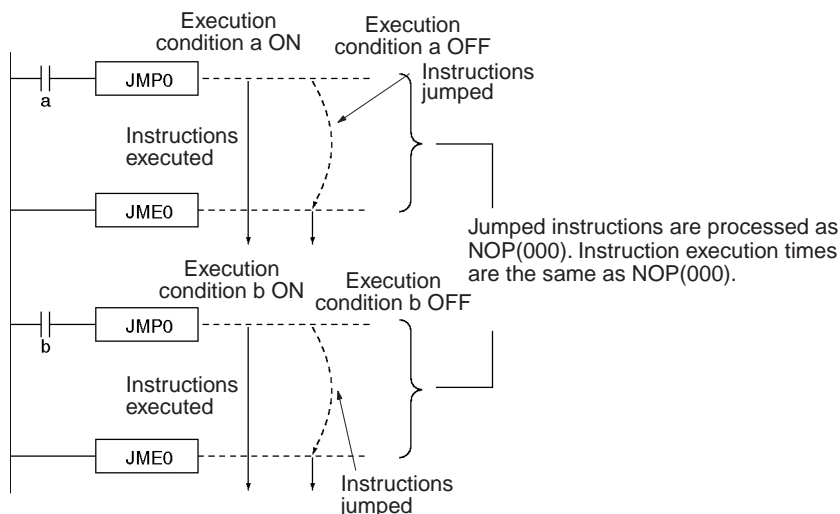 Execution
condition a ON
Execution
condition a OFF
JMP0
a
Instructions
jumped
Instructions
executed
JME0
Jumped instructions are processed as
NOP(000). Instruction execution times
are the same as NOP(000).
Execution
condition b ON
Execution
condition b OFF
JMP0
b
Instructions
executed
JME0
Instructions
jumped